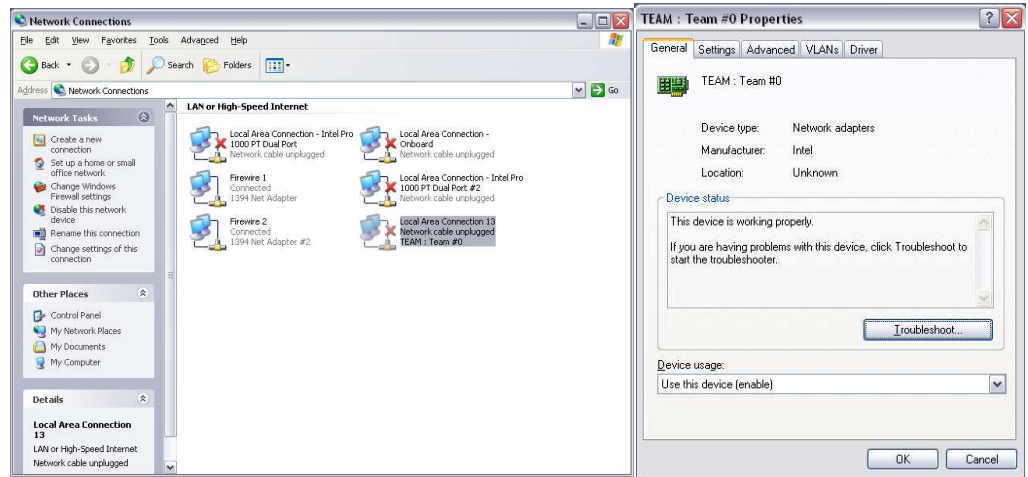 Network Connections
File Edit View Favorites Tools Advanced Help
Back Search Folders
Address Network Connections Go
Network Tasks
Create a new
connection
Set up a home or small
office network
Change Windows
Firewall settings
Disable this network
device
Rename this connection
Change settings of this
connection
Other Places
Control Panel
My Network Places
My Documents
My Computer
Details
Local Area Connection
13
LAN or High-Speed Internet
Network cable unplugged
LAN or High-Speed Internet
Local Area Connection - Intel Pro
1000 PT Dual Port
Network cable unplugged
Local Area Connection -
Onboard
Network cable unplugged
Firewire 1
Connected
1394 Net Adapter
Local Area Connection - Intel Pro
1000 PT Dual Port #2
Network cable unplugged
Firewire 2
Connected
1394 Net Adapter #2
Local Area Connection 13
Network cable unplugged
TEAM : Team #0
TEAM : Team #0 Properties
General Settings Advanced VLANs Driver
TEAM : Team #0
Device type: Network adapters
Manufacturer: Intel
Location: Unknown
Device status
This device is working properly.
If you are having problems with this device, click Troubleshoot to
start the troubleshooter.
Troubleshoot...
Device usage:
Use this device (enable)
OK Cancel